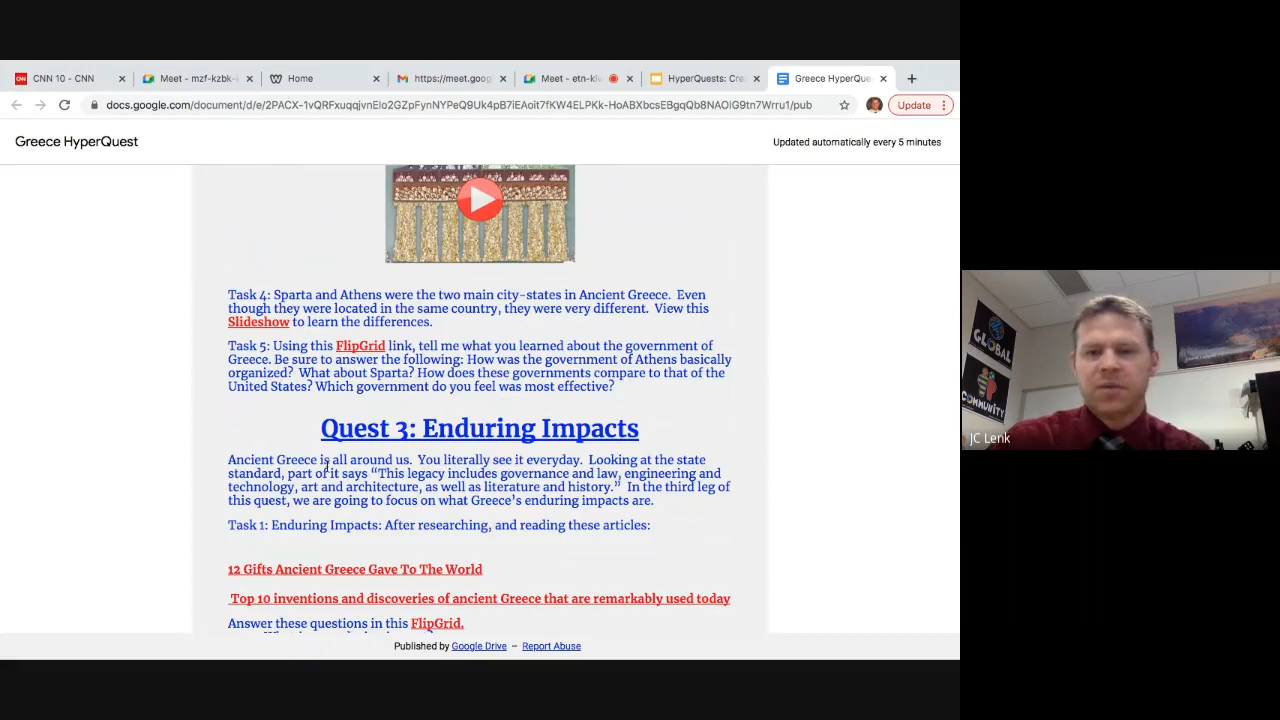 CNN 10 - CNN
Meet - mzf-kzbk-
Home
https://meet.goog
Meet - etn-klw
HyperQuests: Cre
Greece HyperQue
docs.google.com/document/d/e/2PACX-1vQRFxuqqjvnEIo2GZpFynNYPeQ9Uk4pB7iEAoit7fKW4ELPKk-HoABXbcsEBgqQb8NAOlG9tn7Wrru1/pub
Update
Greece HyperQuest
Updated automatically every 5 minutes
Task 4: Sparta and Athens were the two main city-states in Ancient Greece.  Even
though they were located in the same country, they were very different.  View this
Slideshow to learn the differences.
Task 5: Using this FlipGrid link, tell me what you learned about the government of
Greece. Be sure to answer the following: How was the government of Athens basically
organized?  What about Sparta? How does these governments compare to that of the
United States? Which government do you feel was most effective?
Quest 3: Enduring Impacts
Ancient Greece is all around us.  You literally see it everyday.  Looking at the state
standard, part of it says “This legacy includes governance and law, engineering and
technology, art and architecture, as well as literature and history.”  In the third leg of
this quest, we are going to focus on what Greece’s enduring impacts are.
Task 1: Enduring Impacts: After researching, and reading these articles:
12 Gifts Ancient Greece Gave To The World
Top 10 inventions and discoveries of ancient Greece that are remarkably used today
Answer these questions in this FlipGrid.
Published by Google Drive – Report Abuse
GLOBAL
COMMUNITY
JC Lenk